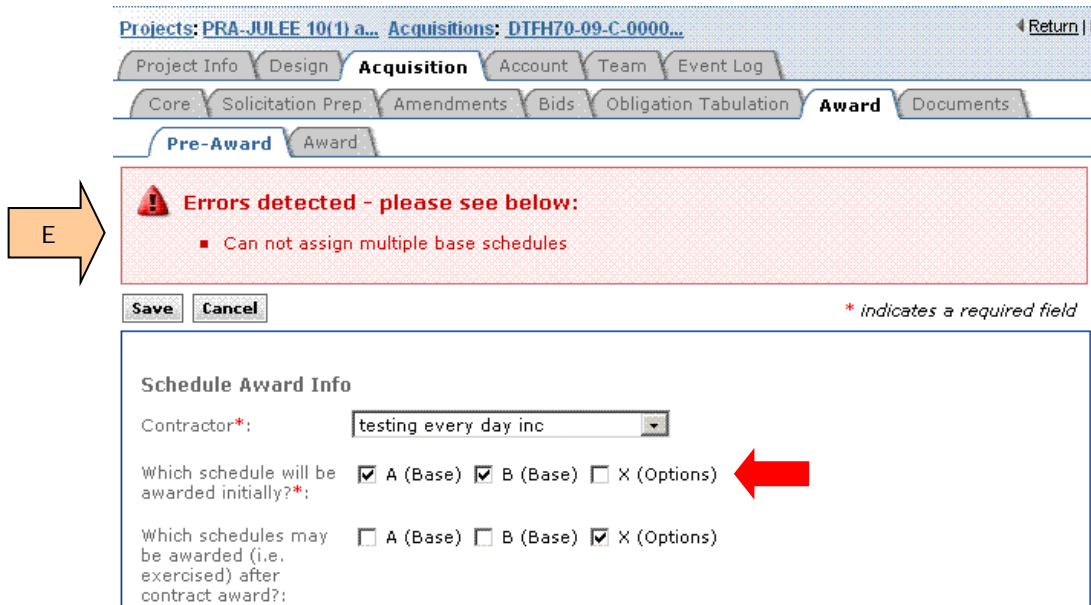 Projects: PRA-JULEE 10(1) a... Acquisitions: DTFH70-09-C-0000... Return |
Project Info Design Acquisition Account Team Event Log
Core Solicitation Prep Amendments Bids Obligation Tabulation Award Documents
Pre-Award Award
Errors detected - please see below:
E
Can not assign multiple base schedules
Save Cancel * indicates a required field
Schedule Award Info
Contractor*: testing every day inc
Which schedule will be A (Base) B (Base) X (Options)
awarded initially?*:
Which schedules may A (Base) B (Base) X (Options)
be awarded (i.e.
exercised) after
contract award?: